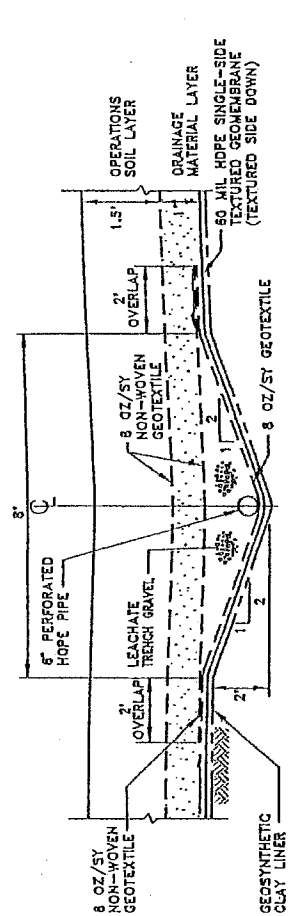 OPERATIONS
SOIL LAYER
DRAINAGE
MATERIAL LAYER
60 MIL HDPE SINGLE-SIDE
TEXTURED GEOMEMBRANE
(TEXTURED SIDE DOWN)
1.5'
1'
2'
OVERLAP
8 OZ/SY
NON-WOVEN
GEOTEXTILE
8 OZ/SY GEOTEXTILE
2
1
8'
CL
6" PERFORATED
HDPE PIPE
LEACHATE
TRENCH GRAVEL
1
2
2'
OVERLAP
2'
8 OZ/SY
NON-WOVEN
GEOTEXTILE
GEOSYNTHETIC
CLAY LINER